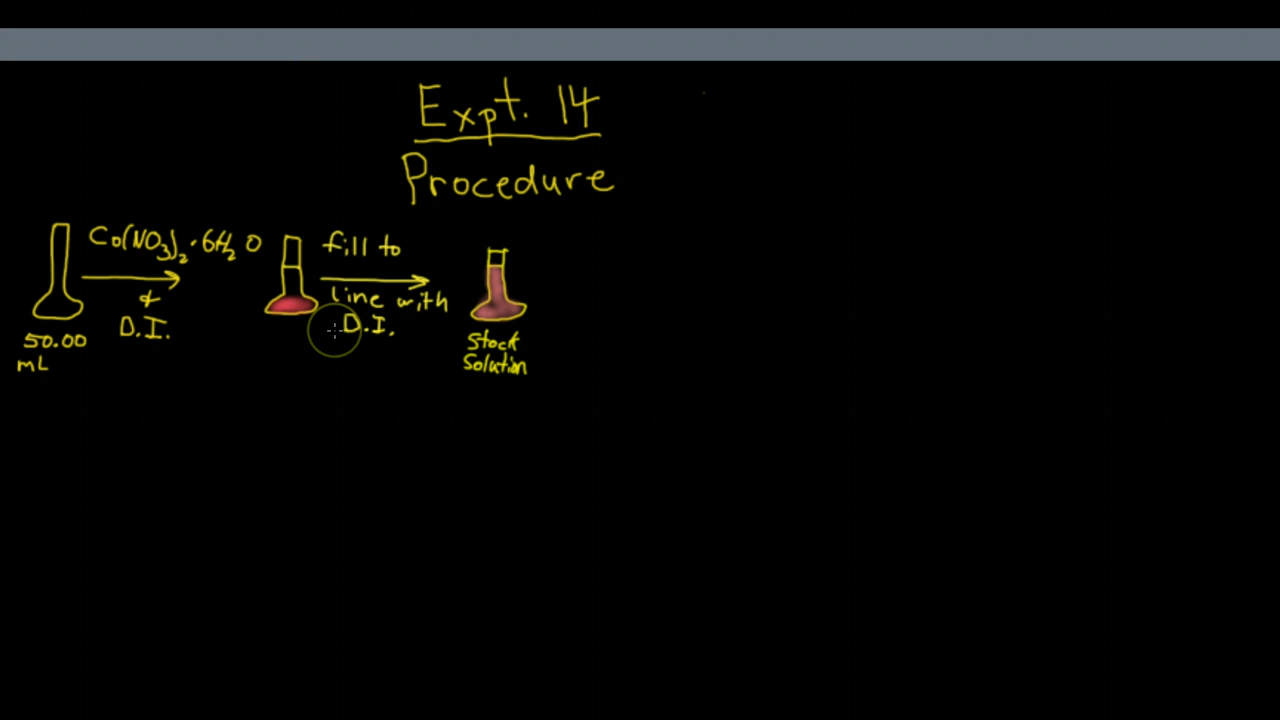 Expt. 14
Procedure
Co(NO₃)₂·6H₂O
&
D.I.
50.00
mL
fill to
line with
D.I.
Stock
Solution